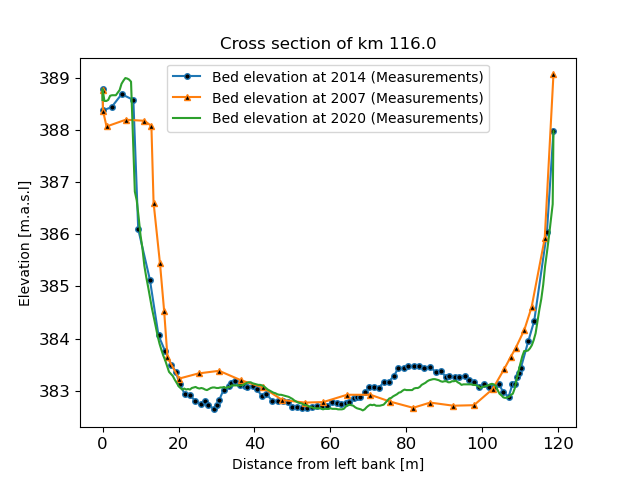 Cross section of km 116.0
Bed elevation at 2014 (Measurements)
Bed elevation at 2007 (Measurements)
Bed elevation at 2020 (Measurements)
Elevation [m.a.s.l]
389
388
387
386
385
384
383
0 20 40 60 80 100 120
Distance from left bank [m]